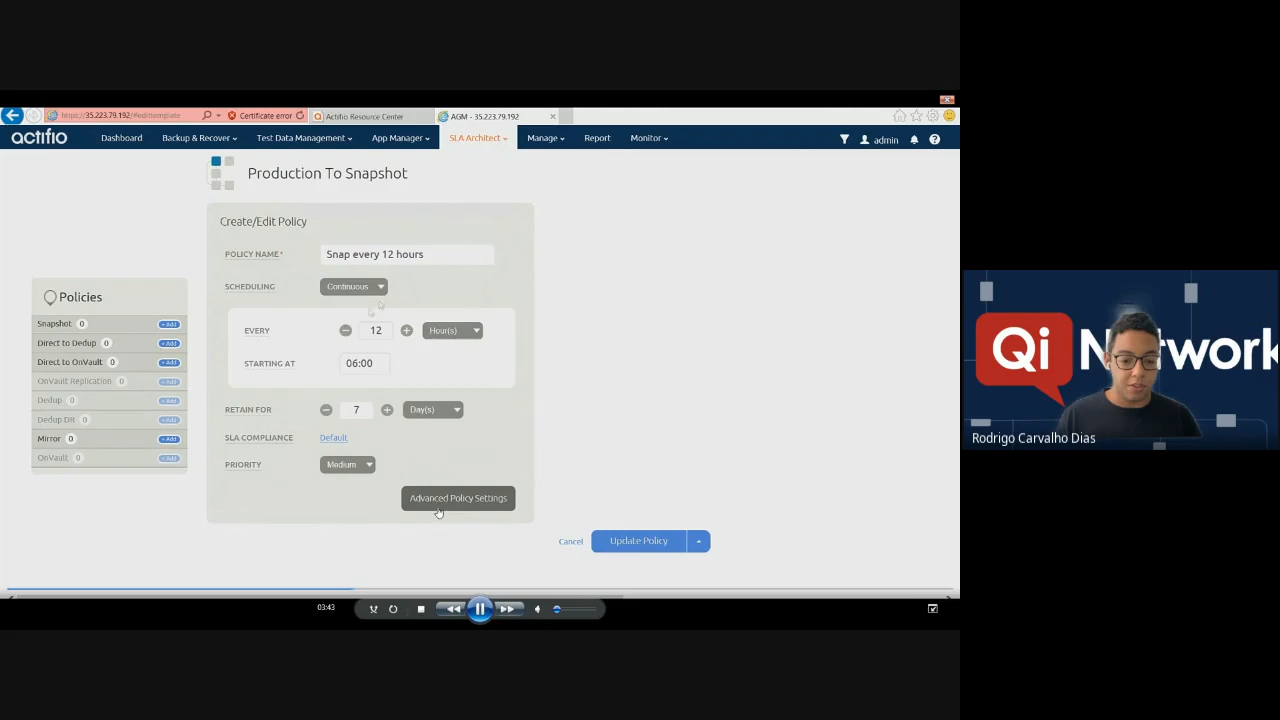 https://35.223.79.192/#edittemplate
Certificate error
Actifio Resource Center
AGM - 35.223.79.192
actifio
Dashboard
Backup & Recover
Test Data Management
App Manager
SLA Architect
Manage
Report
Monitor
admin
Production To Snapshot
Create/Edit Policy
POLICY NAME*
Snap every 12 hours
SCHEDULING
Continuous
EVERY
12
Hour(s)
STARTING AT
06:00
RETAIN FOR
7
Day(s)
SLA COMPLIANCE
Default
PRIORITY
Medium
Advanced Policy Settings
Cancel
Update Policy
Policies
Snapshot 0 +Add
Direct to Dedup 0 +Add
Direct to OnVault 0 +Add
OnVault Replication 0 +Add
Dedup 0 +Add
Dedup DR 0 +Add
Mirror 0 +Add
OnVault 0 +Add
03:43
Qi Network
Rodrigo Carvalho Dias